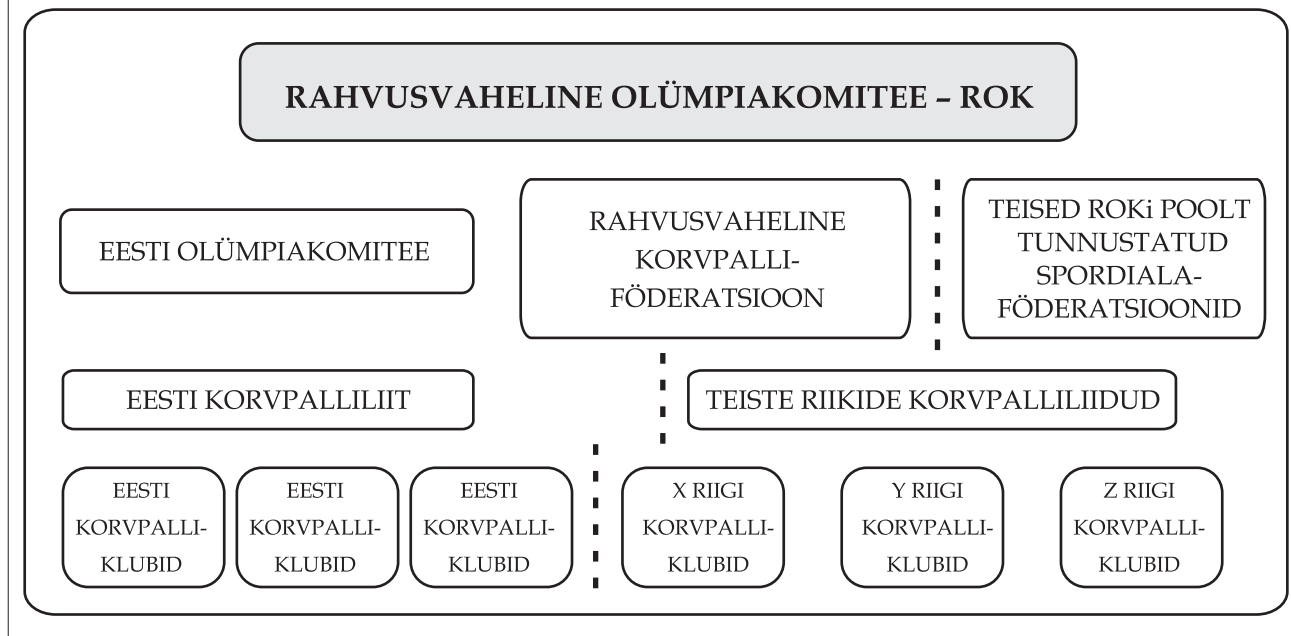 RAHVUSVAHELINE OLÜMPIAKOMITEE – ROK
EESTI OLÜMPIAKOMITEE
RAHVUSVAHELINE
KORVPALLI-
FÖDERATSIOON
TEISED ROKi POOLT
TUNNUSTATUD
SPORDIALA-
FÖDERATSIOONID
EESTI KORVPALLILIIT
TEISTE RIIKIDE KORVPALLILIIDUD
EESTI
KORVPALLI-
KLUBID
EESTI
KORVPALLI-
KLUBID
EESTI
KORVPALLI-
KLUBID
X RIIGI
KORVPALLI-
KLUBID
Y RIIGI
KORVPALLI-
KLUBID
Z RIIGI
KORVPALLI-
KLUBID